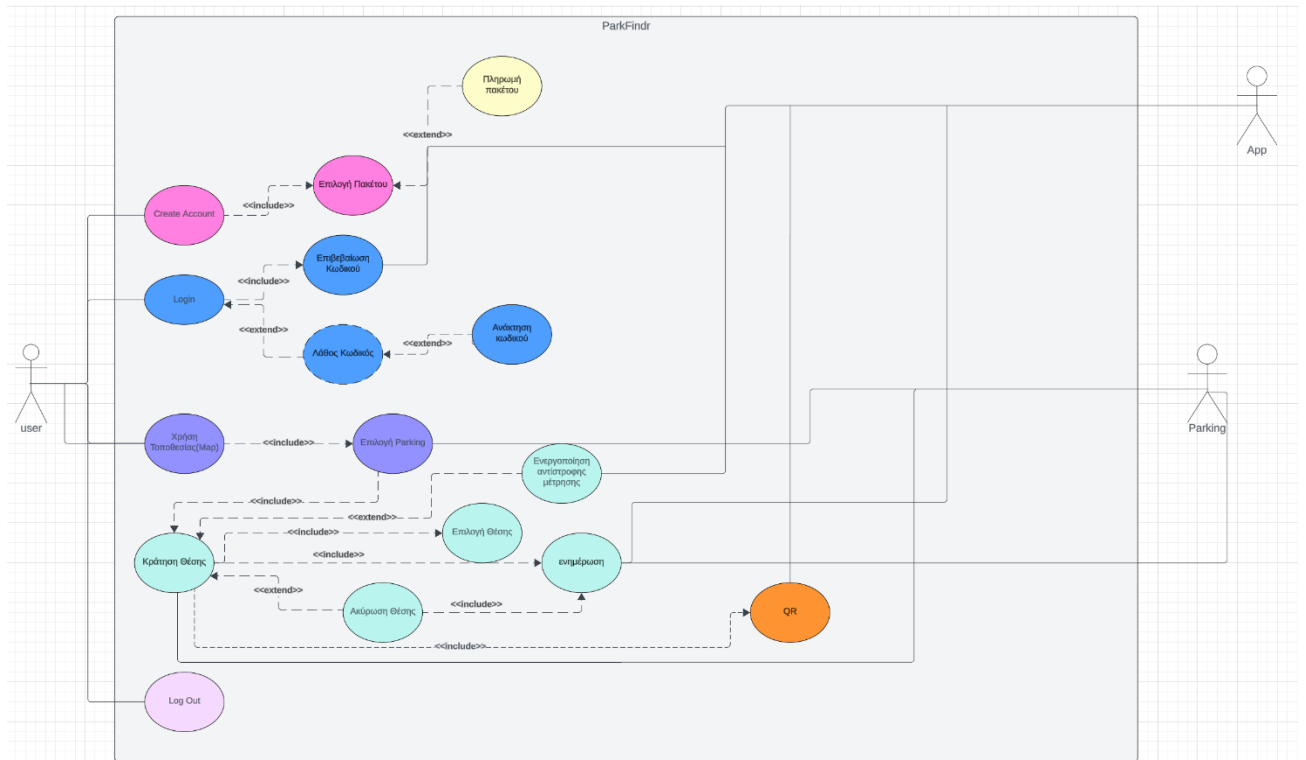 ParkFindr
Πληρωμή
πακέτου
App
<<extend>>
Επιλογή Πακέτου
Create Account
<<include>>
Επιβεβαίωση
Κωδικού
<<include>>
Login
<<extend>>
Ανάκτηση
κωδικού
<<extend>>
Λάθος Κωδικός
user
Parking
Χρήση
Τοποθεσίας(Map)
<<include>>
Επιλογή Parking
Ενεργοποίηση
αντίστροφης
μέτρησης
<<include>>
<<extend>>
<<include>>
Επιλογή Θέσης
Κράτηση Θέσης
<<include>>
ενημέρωση
<<extend>>
Ακύρωση Θέσης
<<include>>
QR
<<include>>
Log Out